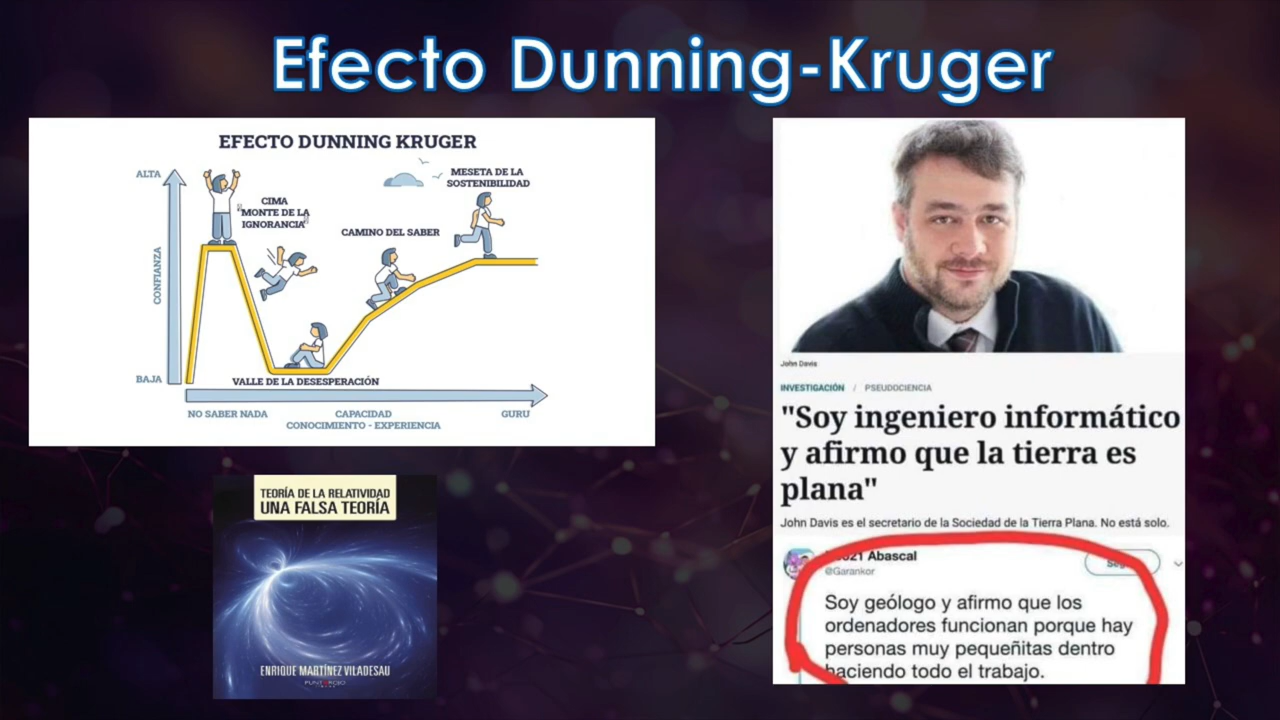 Efecto Dunning-Kruger
EFECTO DUNNING KRUGER
ALTA
CONFIANZA
BAJA
CIMA
"MONTE DE LA
IGNORANCIA"
CAMINO DEL SABER
MESETA DE LA
SOSTENIBILIDAD
VALLE DE LA DESESPERACIÓN
NO SABER NADA
CAPACIDAD
CONOCIMIENTO - EXPERIENCIA
GURU
TEORÍA DE LA RELATIVIDAD
UNA FALSA TEORÍA
ENRIQUE MARTÍNEZ VILADESAU
PUNTOROJO
John Davis
INVESTIGACIÓN / PSEUDOCIENCIA
"Soy ingeniero informático
y afirmo que la tierra es
plana"
John Davis es el secretario de la Sociedad de la Tierra Plana. No está solo.
Abascal
@Garankor
Soy geólogo y afirmo que los
ordenadores funcionan porque hay
personas muy pequeñitas dentro
haciendo todo el trabajo.